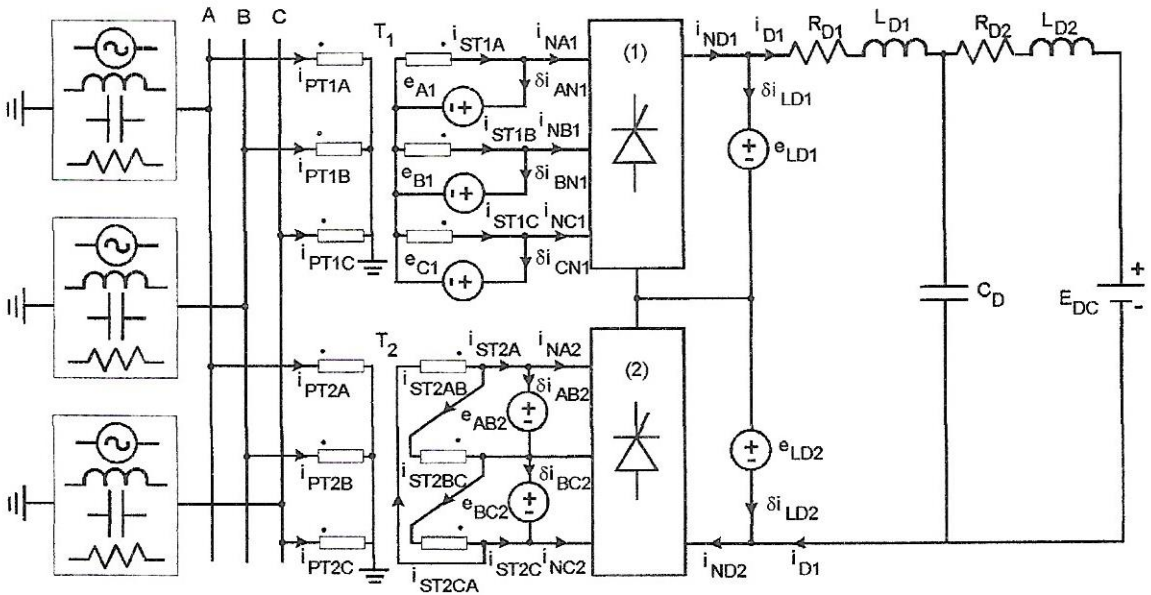 A B C
T1 iST1A iNA1 (1) iND1 iD1 RD1 LD1 RD2 LD2
iPT1A eA1 δiAN1 δiLD1
iST1B iNB1
iPT1B eB1 δiBN1 eLD1
iST1C iNC1
iPT1C eC1 δiCN1
CD EDC + -
T2 iST2A iNA2 (2)
iPT2A iST2AB δiAB2
eAB2
iPT2B iST2BC δiBC2 eLD2
eBC2
δiLD2
iPT2C iST2CA iST2C iNC2 iND2 iD1